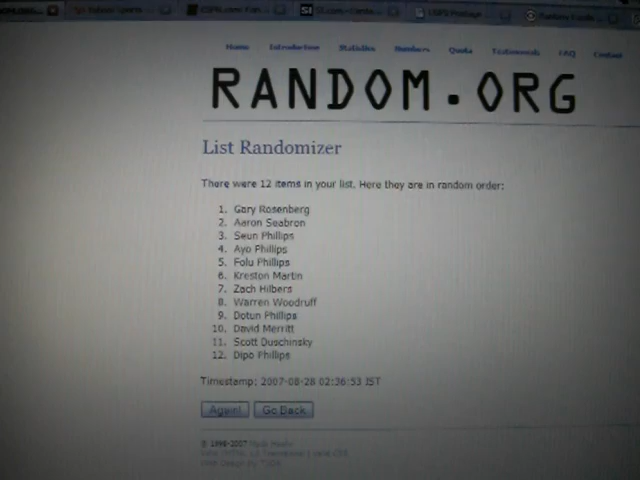 Home Introduction Statistics Numbers Quota Testimonials FAQ Contact
RANDOM.ORG
List Randomizer
There were 12 items in your list. Here they are in random order:
1. Gary Rosenberg
2. Aaron Seabron
3. Seun Phillips
4. Ayo Phillips
5. Folu Phillips
6. Kreston Martin
7. Zach Hilbers
8. Warren Woodruff
9. Dotun Phillips
10. David Merritt
11. Scott Duschinsky
12. Dipo Phillips
Timestamp: 2007-08-28 02:36:53 IST
Again! Go Back
© 1998-2007